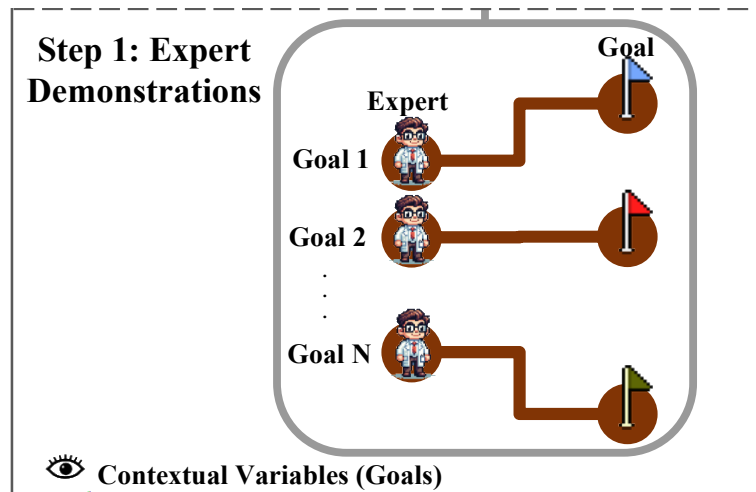 Step 1: Expert
Demonstrations
Goal
Expert
Goal 1
Goal 2
.
.
.
Goal N
Contextual Variables (Goals)